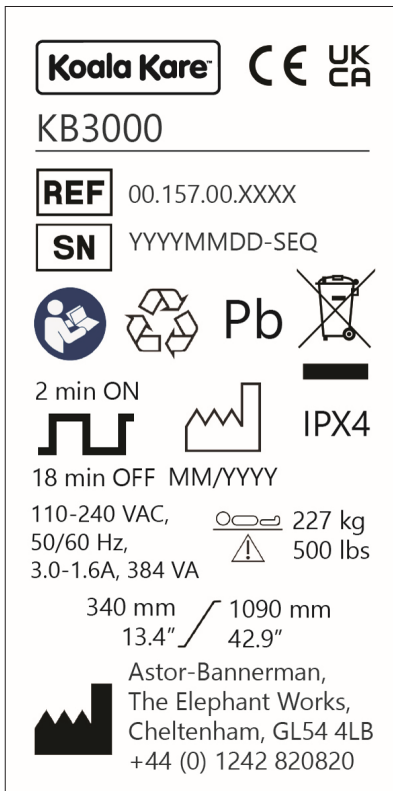 Koala Kare™
CE UK CA
KB3000
REF 00.157.00.XXXX
SN YYYYMMDD-SEQ
Pb
2 min ON
IPX4
18 min OFF MM/YYYY
110-240 VAC,
50/60 Hz,
3.0-1.6A, 384 VA
227 kg
500 lbs
340 mm 1090 mm
13.4” 42.9”
Astor-Bannerman,
The Elephant Works,
Cheltenham, GL54 4LB
+44 (0) 1242 820820